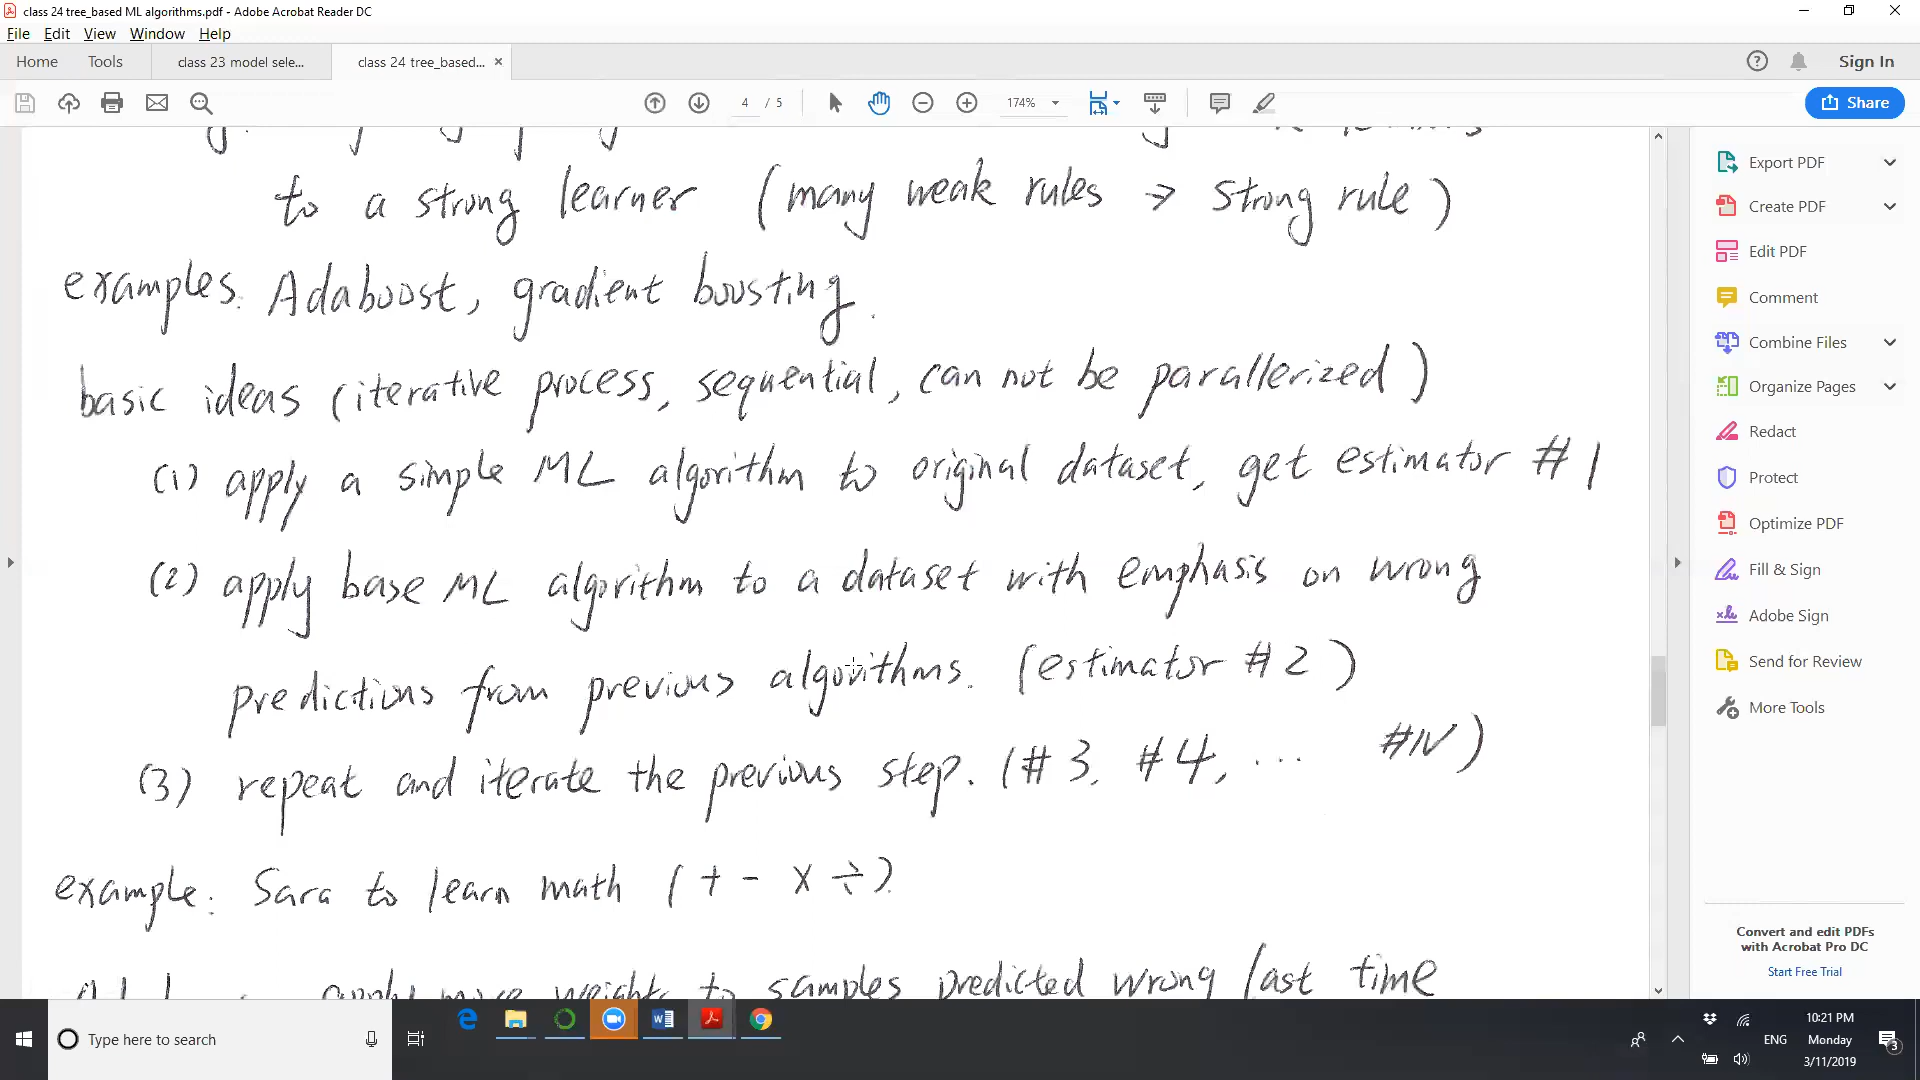 class 24 tree_based ML algorithms.pdf - Adobe Acrobat Reader DC
File Edit View Window Help
Home Tools class 23 model sele... class 24 tree_based... × Sign In
4 / 5 174% Share
to a strong learner (many weak rules → strong rule)
examples. Adaboost, gradient boosting.
basic ideas (iterative process, sequential, can not be parallerized)
(1) apply a simple ML algorithm to original dataset, get estimator #1
(2) apply base ML algorithm to a dataset with emphasis on wrong
predictions from previous algorithms. (estimator #2)
(3) repeat and iterate the previous step. (#3, #4, ... #N)
example: Sara to learn math (+ - × ÷).
apply more weight to samples predicted wrong last time
Export PDF
Create PDF
Edit PDF
Comment
Combine Files
Organize Pages
Redact
Protect
Optimize PDF
Fill & Sign
Adobe Sign
Send for Review
More Tools
Convert and edit PDFs
with Acrobat Pro DC
Start Free Trial
Type here to search
ENG
10:21 PM
Monday
3/11/2019
3